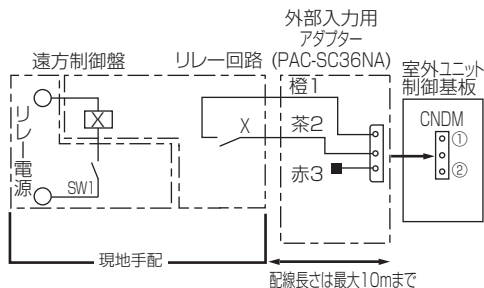 外部入力用
アダプター
(PAC-SC36NA)
遠方制御盤
リレー回路
室外ユニット
制御基板
リレー電源
X
SW1
X
橙1
茶2
赤3
CNDM
①
②
現地手配
配線長さは最大10mまで